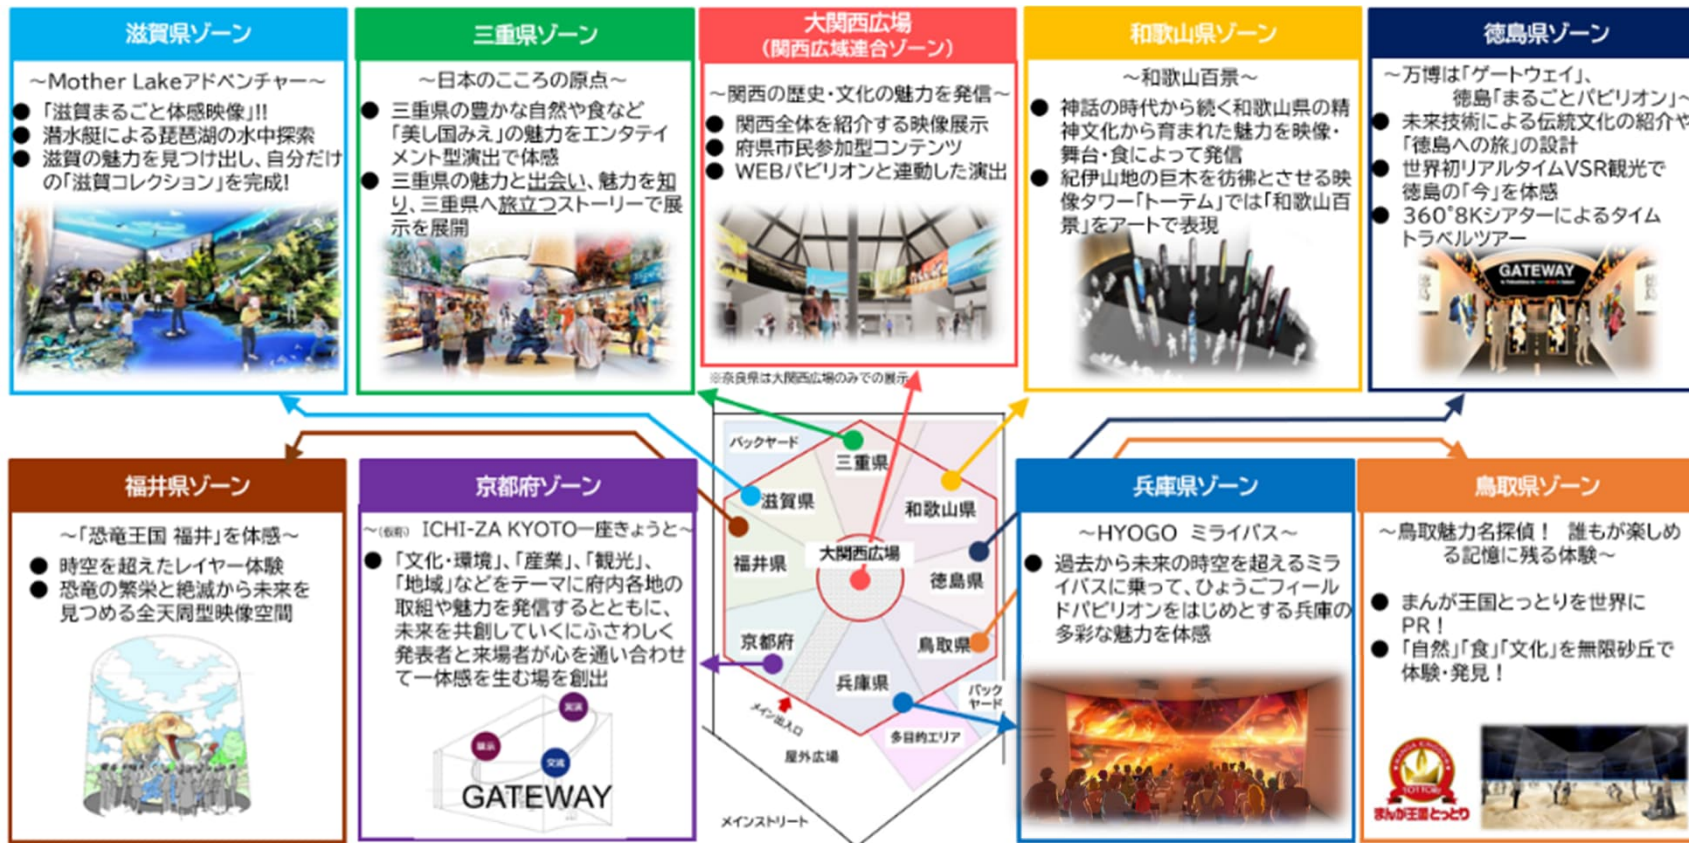 滋賀県ゾーン
～Mother Lakeアドベンチャー～
● 「滋賀まるごと体感映像」!!
● 潜水艇による琵琶湖の水中探索
● 滋賀の魅力を見つけ出し、自分だけ
の「滋賀コレクション」を完成!
三重県ゾーン
～日本のこころの原点～
● 三重県の豊かな自然や食など
「美し国みえ」の魅力をエンタテイ
メント型演出で体感
● 三重県の魅力と出会い、魅力を知
り、三重県へ旅立つストーリーで展
示を展開
大関西広場
（関西広域連合ゾーン）
～関西の歴史・文化の魅力を発信～
● 関西全体を紹介する映像展示
● 府県市民参加型コンテンツ
● WEBパビリオンと連動した演出
※奈良県は大関西広場のみでの展示
和歌山県ゾーン
～和歌山百景～
● 神話の時代から続く和歌山県の精
神文化から育まれた魅力を映像・
舞台・食によって発信
● 紀伊山地の巨木を彷彿とさせる映
像タワー「トーテム」では「和歌山百
景」をアートで表現
徳島県ゾーン
～万博は「ゲートウェイ」、
徳島「まるごとパビリオン」～
● 未来技術による伝統文化の紹介や
「徳島への旅」の設計
● 世界初リアルタイムVSR観光で
徳島の「今」を体感
● 360°8Kシアターによるタイム
トラベルツアー
GATEWAY
福井県ゾーン
～「恐竜王国 福井」を体感～
● 時空を超えたレイヤー体験
● 恐竜の繁栄と絶滅から未来を
見つめる全天周型映像空間
京都府ゾーン
～(仮称) ICHI-ZA KYOTO一座きょうと～
● 「文化・環境」、「産業」、「観光」、
「地域」などをテーマに府内各地の
取組や魅力を発信するとともに、
未来を共創していくにふさわしく
発表者と来場者が心を通い合わせ
て一体感を生む場を創出
実演
展示
交流
GATEWAY
バックヤード
三重県
滋賀県
和歌山県
大関西広場
福井県
徳島県
京都府
鳥取県
兵庫県
バック
ヤード
メイン出入口
多目的エリア
屋外広場
メインストリート
兵庫県ゾーン
～HYOGO ミライバス～
● 過去から未来の時空を超えるミラ
イバスに乗って、ひょうごフィール
ドパビリオンをはじめとする兵庫の
多彩な魅力を体感
鳥取県ゾーン
～鳥取魅力名探偵！ 誰もが楽しめ
る記憶に残る体験～
● まんが王国とっとりを世界に
PR！
● 「自然」「食」「文化」を無限砂丘で
体験・発見！
MANGA KINGDOM
TOTTORI
まんが王国とっとり